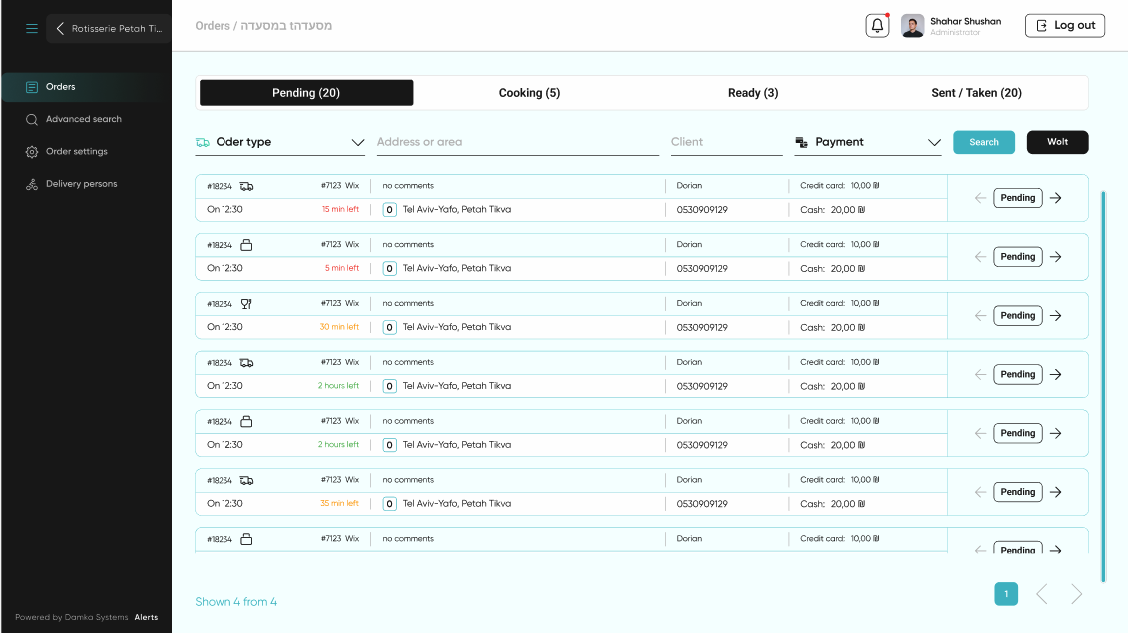 Rotisserie Petah Ti...
Orders / מסעדהז במסעדה
Shahar Shushan
Administrator
Log out
Orders
Advanced search
Order settings
Delivery persons
Pending (20)
Cooking (5)
Ready (3)
Sent / Taken (20)
Oder type
Address or area
Client
Payment
Search
Wolt
#18234 #7123 Wix no comments Dorian Credit card: 10,00 ₪
On 12:30 15 min left 0 Tel Aviv-Yafo, Petah Tikva 0530909129 Cash: 20,00 ₪
Pending
#18234 #7123 Wix no comments Dorian Credit card: 10,00 ₪
On 12:30 5 min left 0 Tel Aviv-Yafo, Petah Tikva 0530909129 Cash: 20,00 ₪
Pending
#18234 #7123 Wix no comments Dorian Credit card: 10,00 ₪
On 12:30 30 min left 0 Tel Aviv-Yafo, Petah Tikva 0530909129 Cash: 20,00 ₪
Pending
#18234 #7123 Wix no comments Dorian Credit card: 10,00 ₪
On 12:30 2 hours left 0 Tel Aviv-Yafo, Petah Tikva 0530909129 Cash: 20,00 ₪
Pending
#18234 #7123 Wix no comments Dorian Credit card: 10,00 ₪
On 12:30 2 hours left 0 Tel Aviv-Yafo, Petah Tikva 0530909129 Cash: 20,00 ₪
Pending
#18234 #7123 Wix no comments Dorian Credit card: 10,00 ₪
On 12:30 35 min left 0 Tel Aviv-Yafo, Petah Tikva 0530909129 Cash: 20,00 ₪
Pending
#18234 #7123 Wix no comments Dorian Credit card: 10,00 ₪
Pending
Shown 4 from 4
1
Powered by Damka Systems Alerts